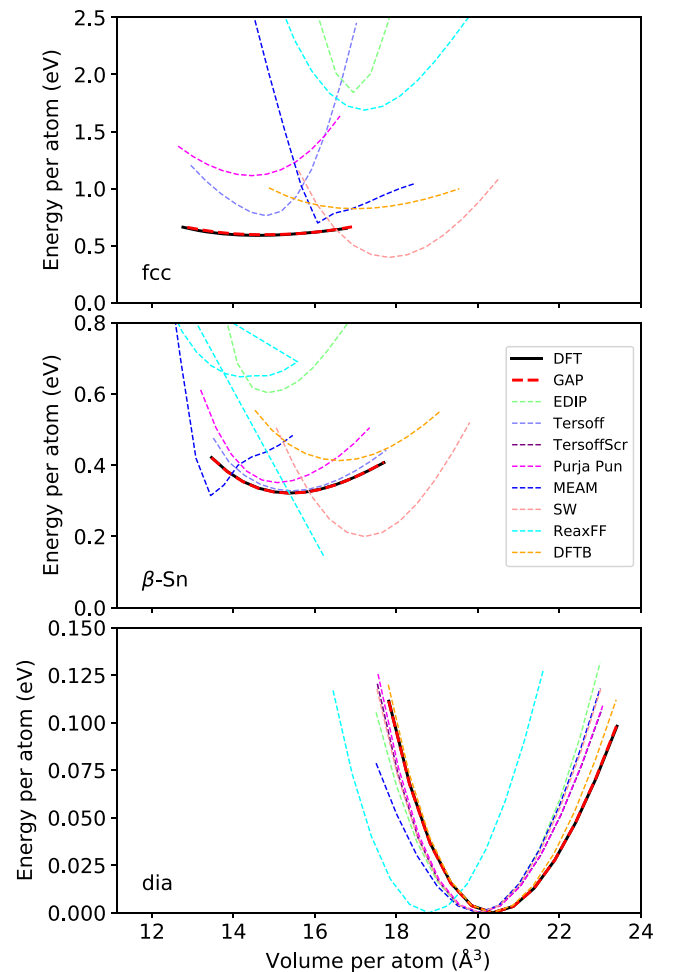 2.5
2.0
1.5
1.0
0.5
0.0
Energy per atom (eV)
fcc
0.8
0.6
0.4
0.2
0.0
Energy per atom (eV)
β-Sn
DFT
GAP
EDIP
Tersoff
TersoffScr
Purja Pun
MEAM
SW
ReaxFF
DFTB
0.150
0.125
0.100
0.075
0.050
0.025
0.000
Energy per atom (eV)
dia
12 14 16 18 20 22 24
Volume per atom (Å³)